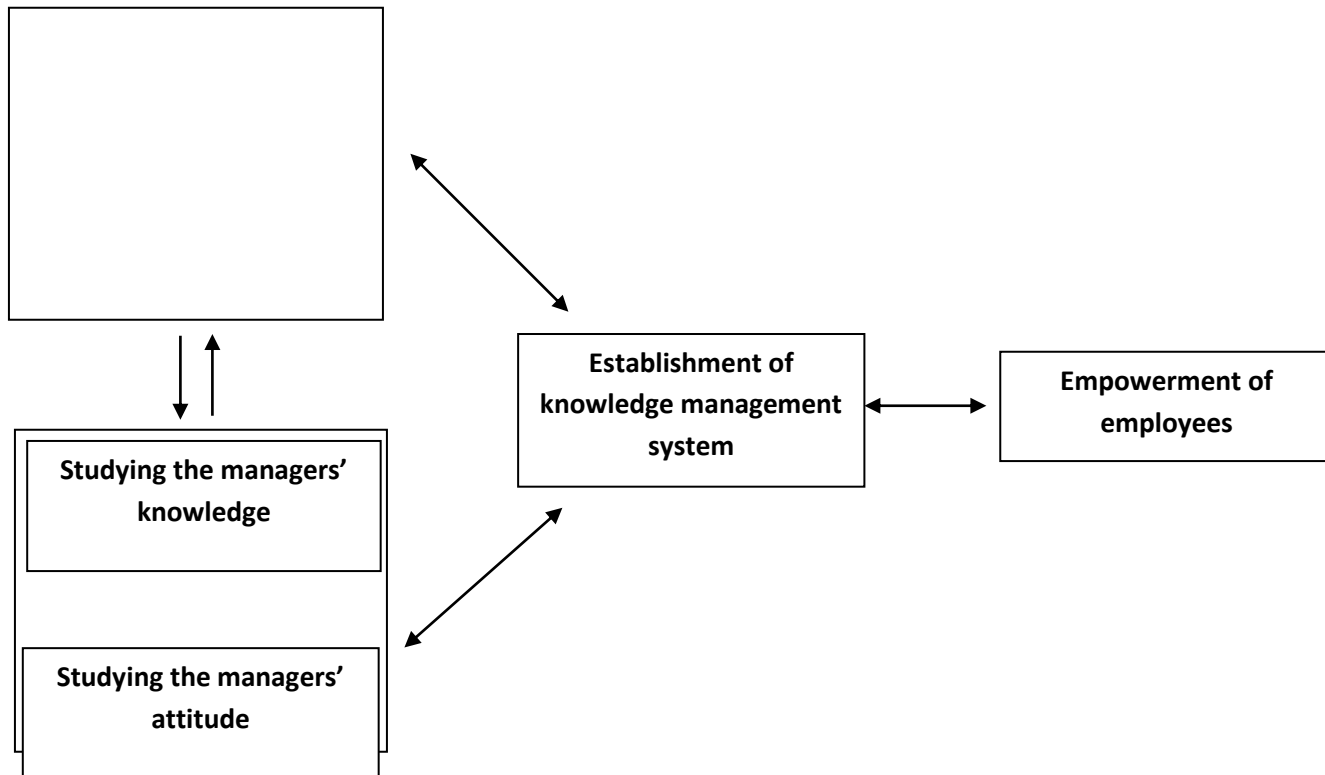 Establishment of
knowledge management
system
Empowerment of
employees
Studying the managers’
knowledge
Studying the managers’
attitude